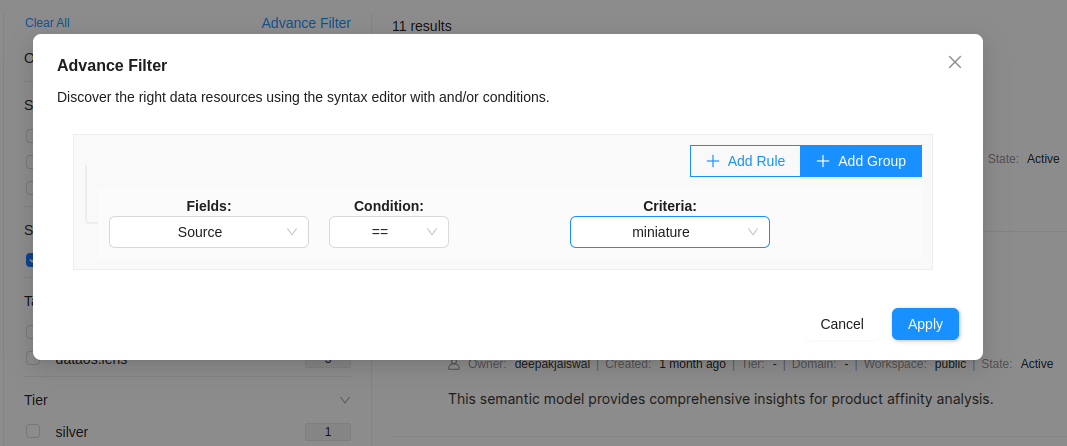 Clear All
Advance Filter
11 results
Advance Filter
Discover the right data resources using the syntax editor with and/or conditions.
Add Rule
Add Group
State: Active
Fields:
Condition:
Criteria:
Source
==
miniature
Cancel
Apply
Owner: deepakjaiswal | Created: 1 month ago | Tier: - | Domain: - | Workspace: public | State: Active
This semantic model provides comprehensive insights for product affinity analysis.
Tier
silver
1